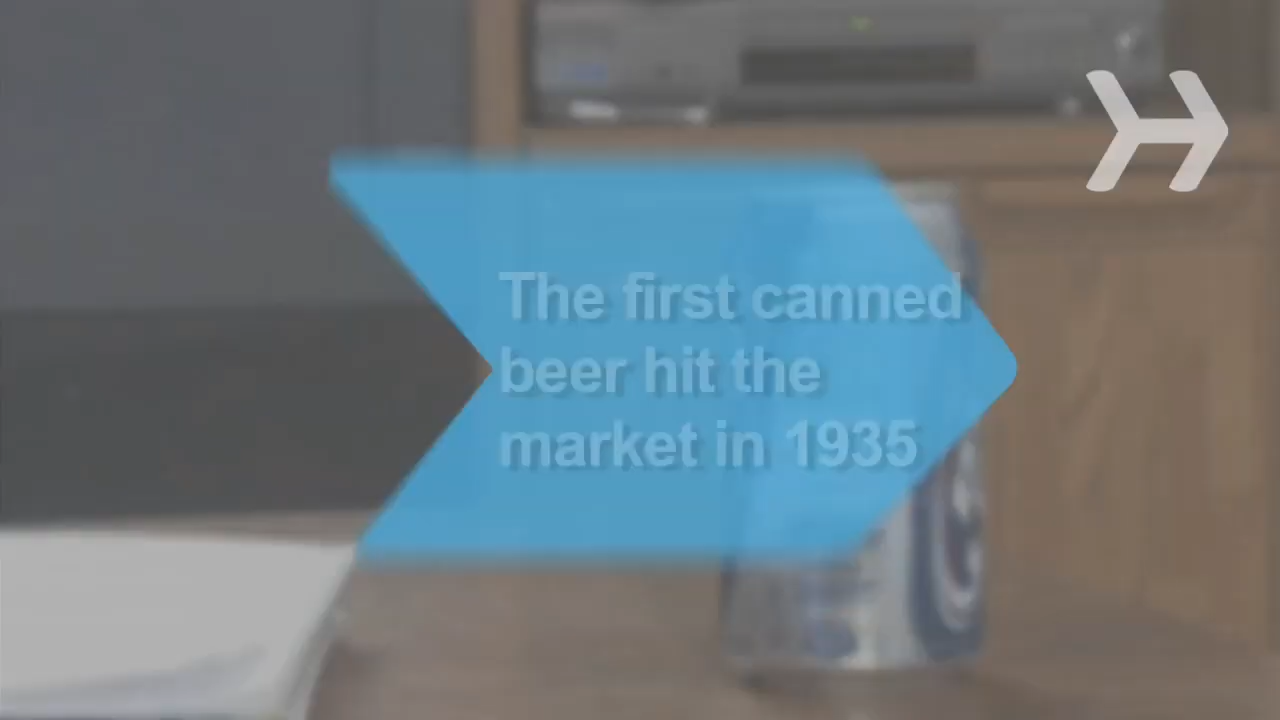 The first canned
beer hit the
market in 1935